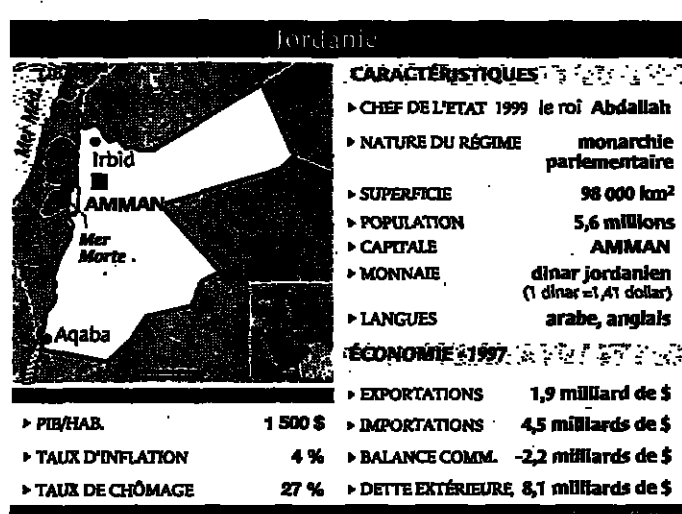 Jordanie
Mer Méd.
Irbid
AMMAN
Mer
Morte
Aqaba
CARACTÉRISTIQUES
▸ CHEF DE L'ETAT 1999 le roi Abdallah
▸ NATURE DU RÉGIME monarchie
parlementaire
▸ SUPERFICIE 98 000 km²
▸ POPULATION 5,6 millions
▸ CAPITALE AMMAN
▸ MONNAIE dinar jordanien
(1 dinar =1,41 dollar)
▸ LANGUES arabe, anglais
ÉCONOMIE -1997
▸ EXPORTATIONS 1,9 milliard de $
▸ IMPORTATIONS 4,5 milliards de $
▸ BALANCE COMM. -2,2 milliards de $
▸ DETTE EXTÉRIEURE 8,1 milliards de $
▸ PIB/HAB. 1 500 $
▸ TAUX D'INFLATION 4 %
▸ TAUX DE CHÔMAGE 27 %